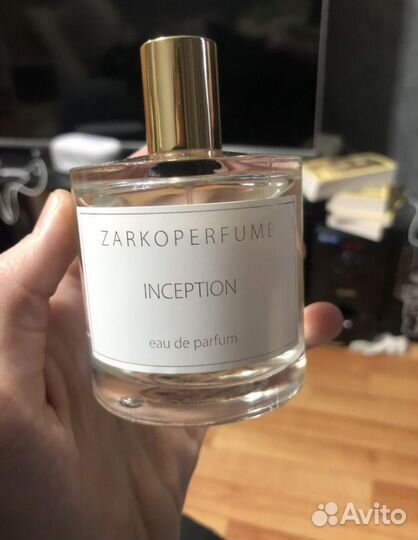 ZARKOPERFUME
INCEPTION
eau de parfum
Avito